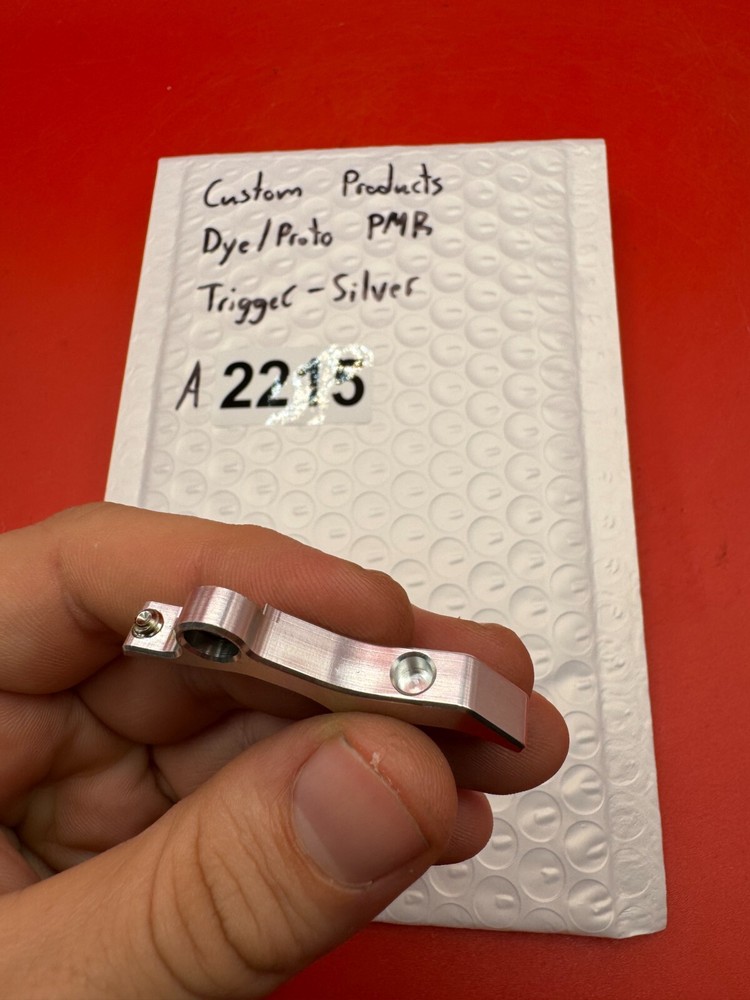 Custom Products
Dye/Proto PMR
Trigger - Silver
A 2215